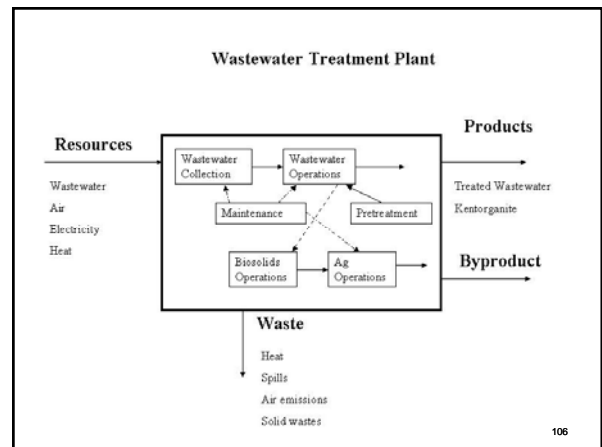 Wastewater Treatment Plant
Resources
Wastewater
Air
Electricity
Heat
Wastewater
Collection
Wastewater
Operations
Maintenance
Pretreatment
Biosolids
Operations
Ag
Operations
Products
Treated Wastewater
Kentorganite
Byproduct
Waste
Heat
Spills
Air emissions
Solid wastes
106